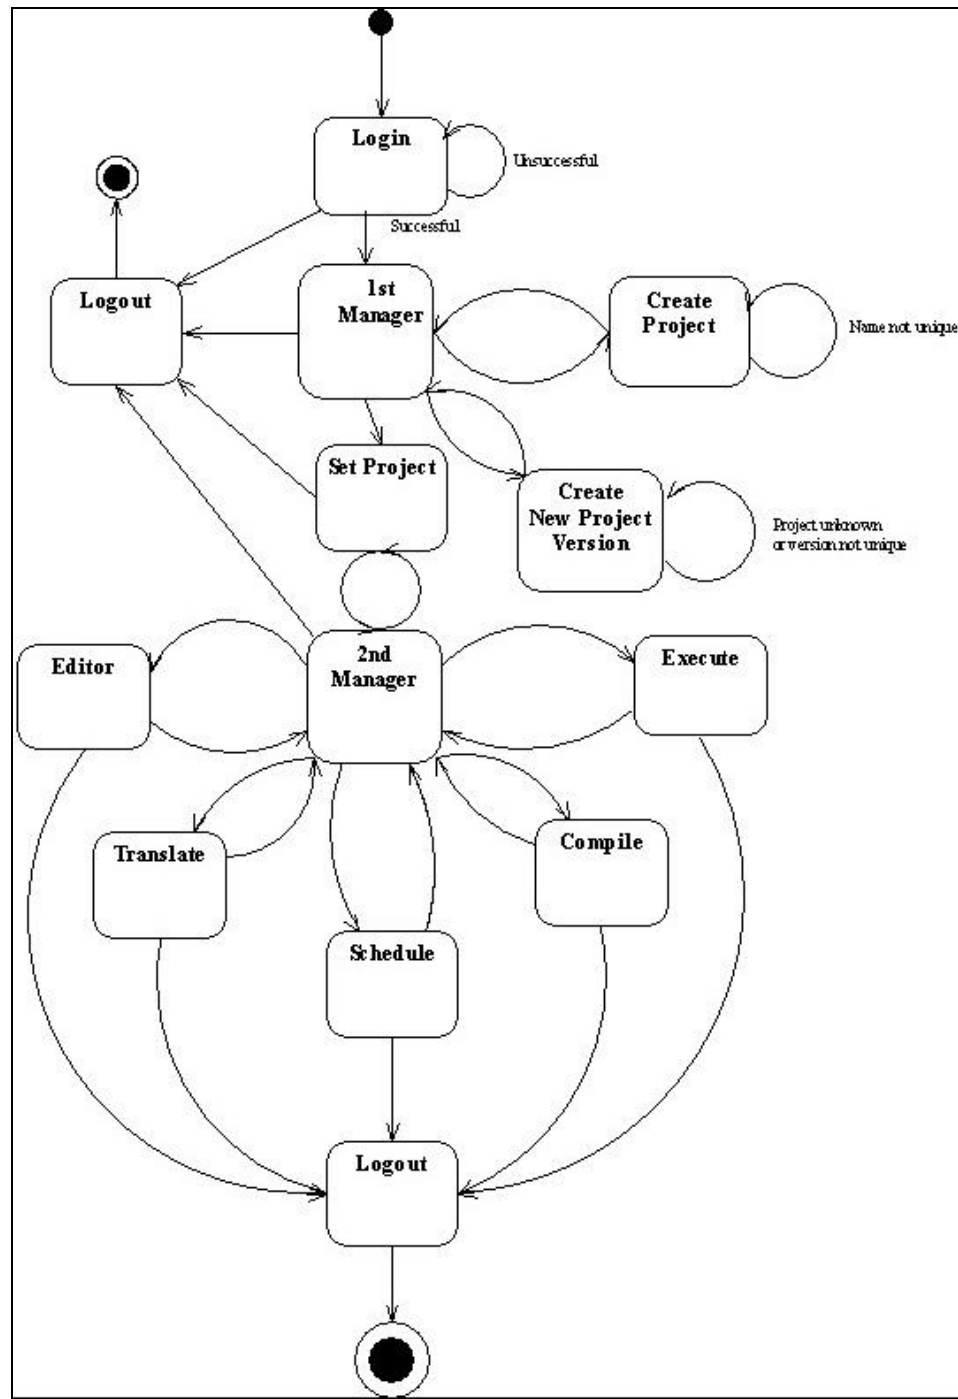 Login
Unsuccessful
Successful
Logout
1st
Manager
Create
Project
Name not unique
Set Project
Create
New Project
Version
Project unknown
or version not unique
Editor
2nd
Manager
Execute
Translate
Compile
Schedule
Logout